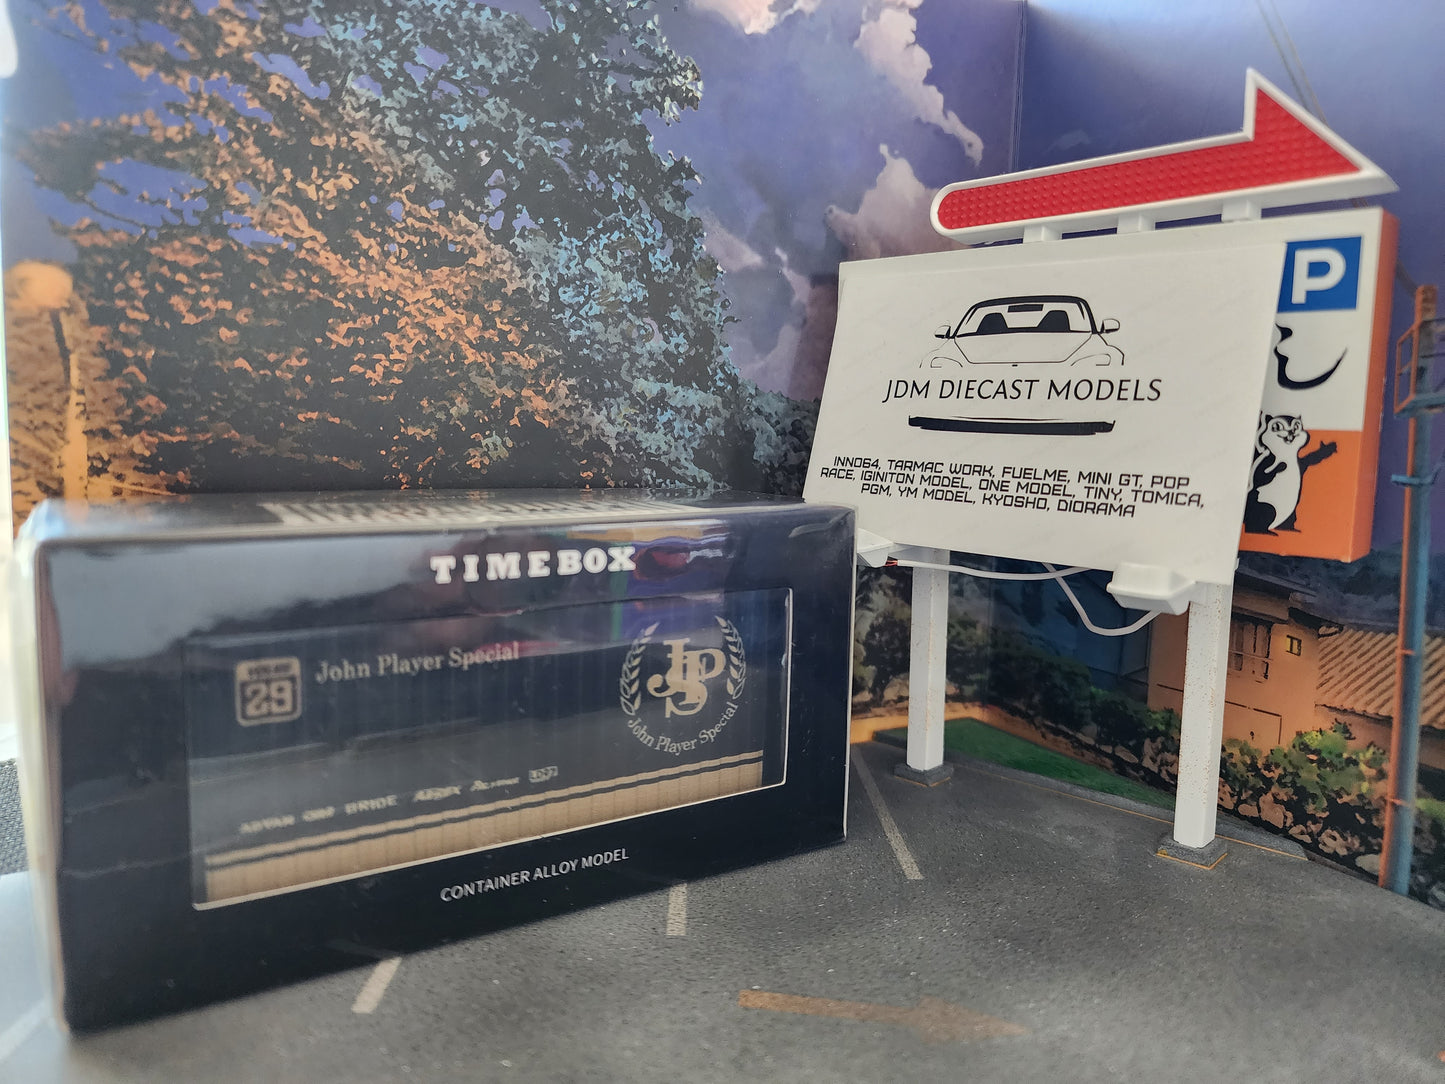 P
JDM DIECAST MODELS
INNO64, TARMAC WORK, FUELME, MINI GT, POP
RACE, IGINITON MODEL, ONE MODEL, TINY, TOMICA,
PGM, YM MODEL, KYOSHO, DIORAMA
TIMEBOX
29
John Player Special
JPS
John Player Special
ADVAN
BRIDE
CONTAINER ALLOY MODEL